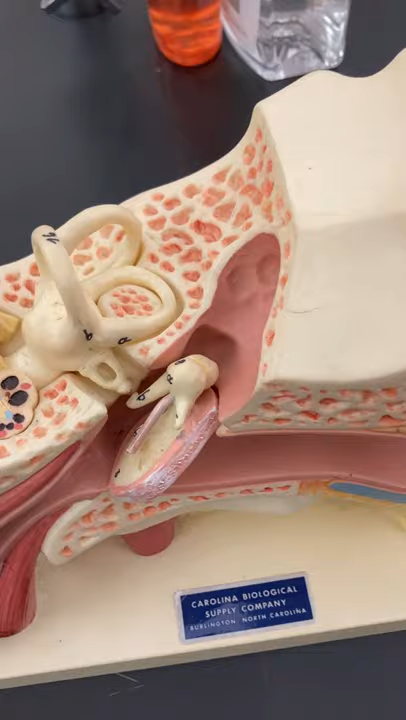 CAROLINA BIOLOGICAL
SUPPLY COMPANY
BURLINGTON, NORTH CAROLINA